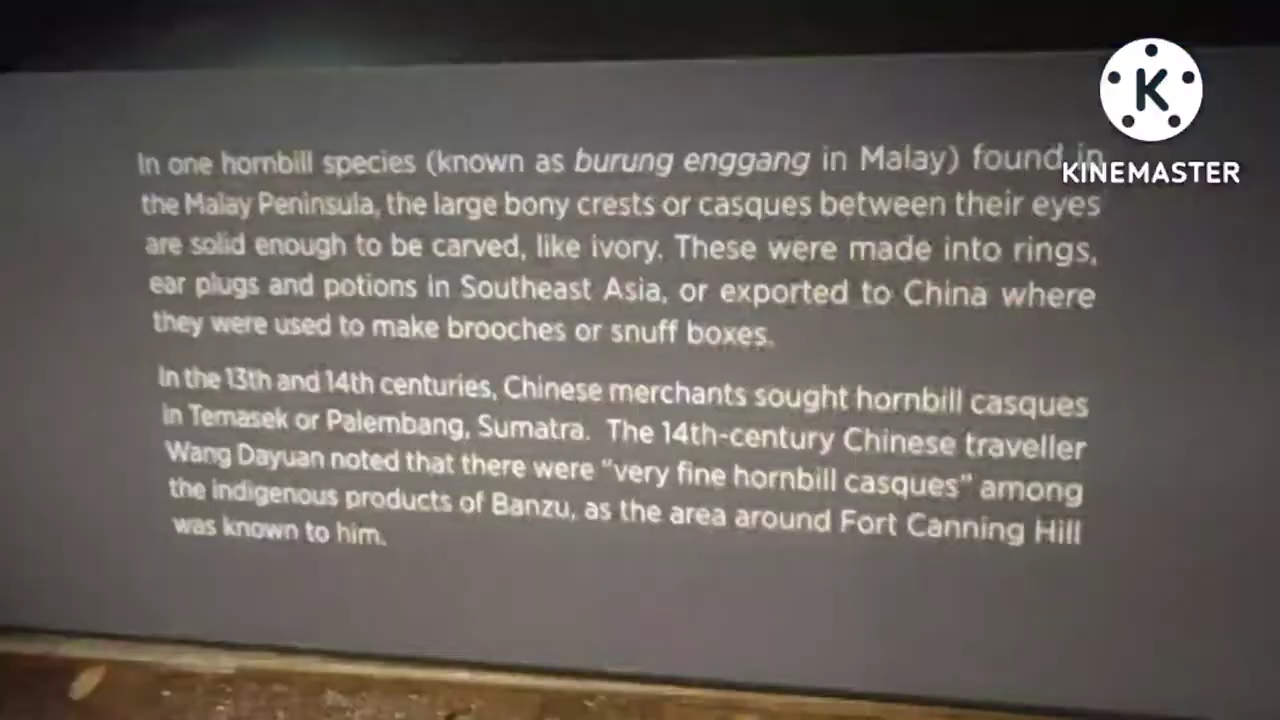 In one hornbill species (known as burung enggang in Malay) found in
the Malay Peninsula, the large bony crests or casques between their eyes
are solid enough to be carved, like ivory. These were made into rings,
ear plugs and potions in Southeast Asia, or exported to China where
they were used to make brooches or snuff boxes.
In the 13th and 14th centuries, Chinese merchants sought hornbill casques
in Temasek or Palembang, Sumatra. The 14th-century Chinese traveller
Wang Dayuan noted that there were "very fine hornbill casques" among
the indigenous products of Banzu, as the area around Fort Canning Hill
was known to him.
K
KINEMASTER